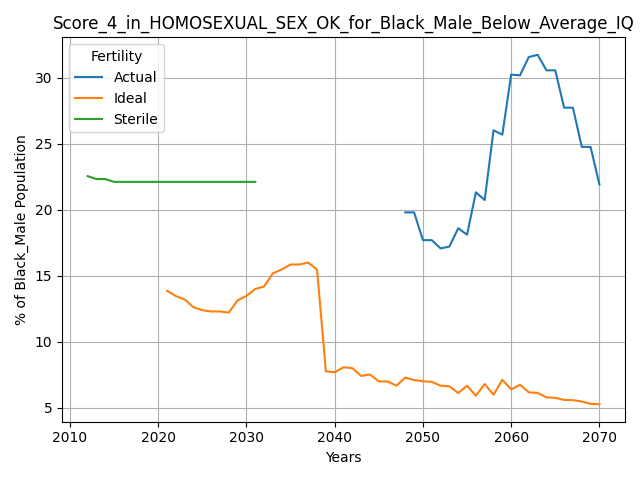 Score_4_in_HOMOSEXUAL_SEX_OK_for_Black_Male_Below_Average_IQ
Fertility
Actual
Ideal
Sterile
% of Black_Male Population
30
25
20
15
10
5
2010 2020 2030 2040 2050 2060 2070
Years